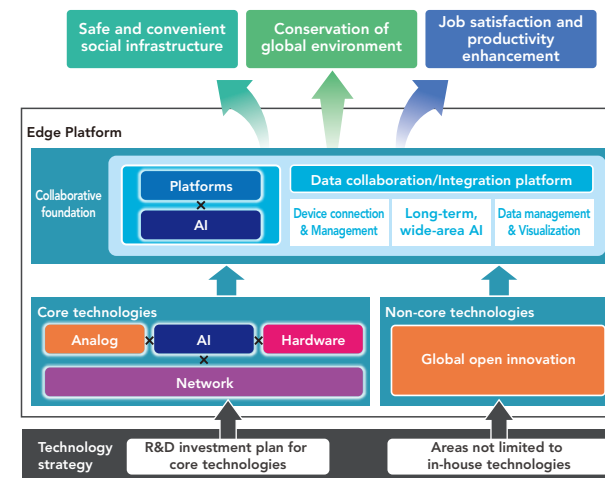 Safe and convenient
social infrastructure
Conservation of
global environment
Job satisfaction and
productivity
enhancement
Edge Platform
Collaborative
foundation
Platforms
×
AI
Data collaboration/Integration platform
Device connection
& Management
Long-term,
wide-area AI
Data management
& Visualization
Core technologies
Analog × AI × Hardware
×
Network
Non-core technologies
Global open innovation
Technology
strategy
R&D investment plan for
core technologies
Areas not limited to
in-house technologies